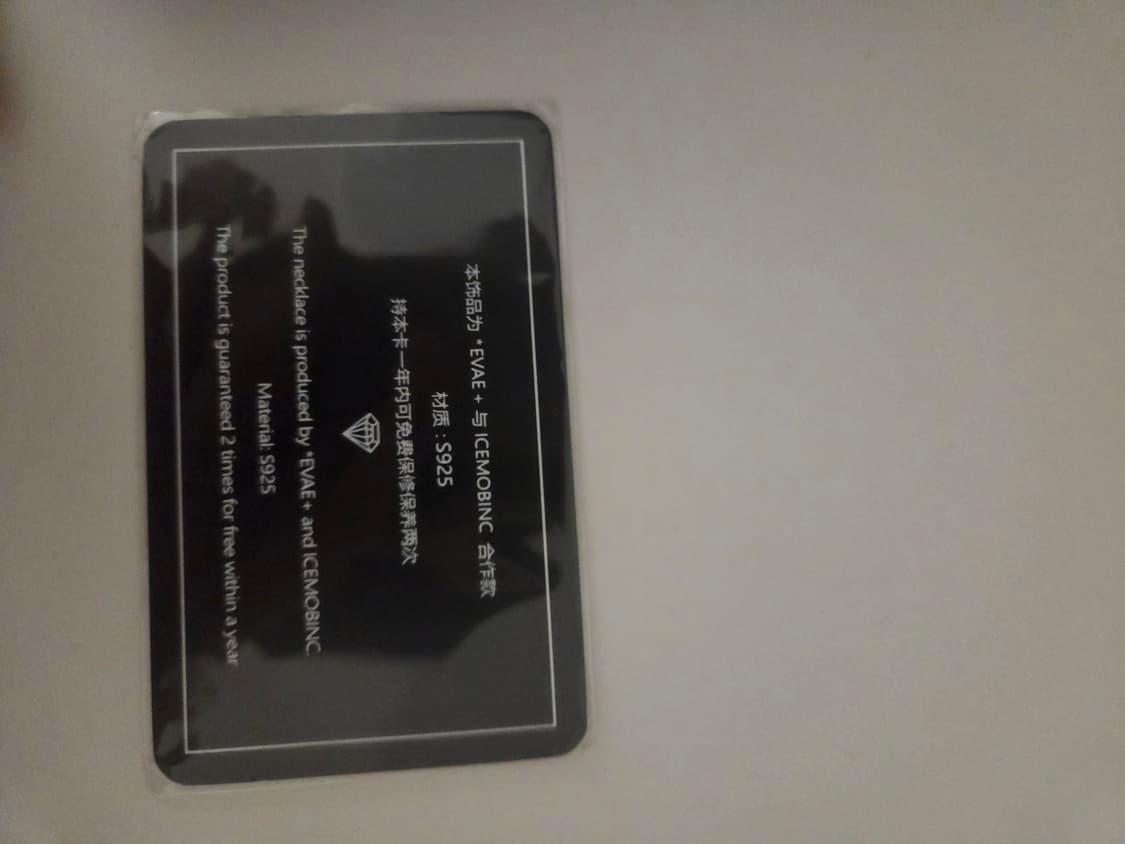 本饰品为 *EVAE+ 与 ICEMOBINC 合作款
材质:S925
持本卡一年内可免费保修保养两次
The necklace is produced by *EVAE+ and ICEMOBINC.
Material: S925
The product is guaranteed 2 times for free within a year